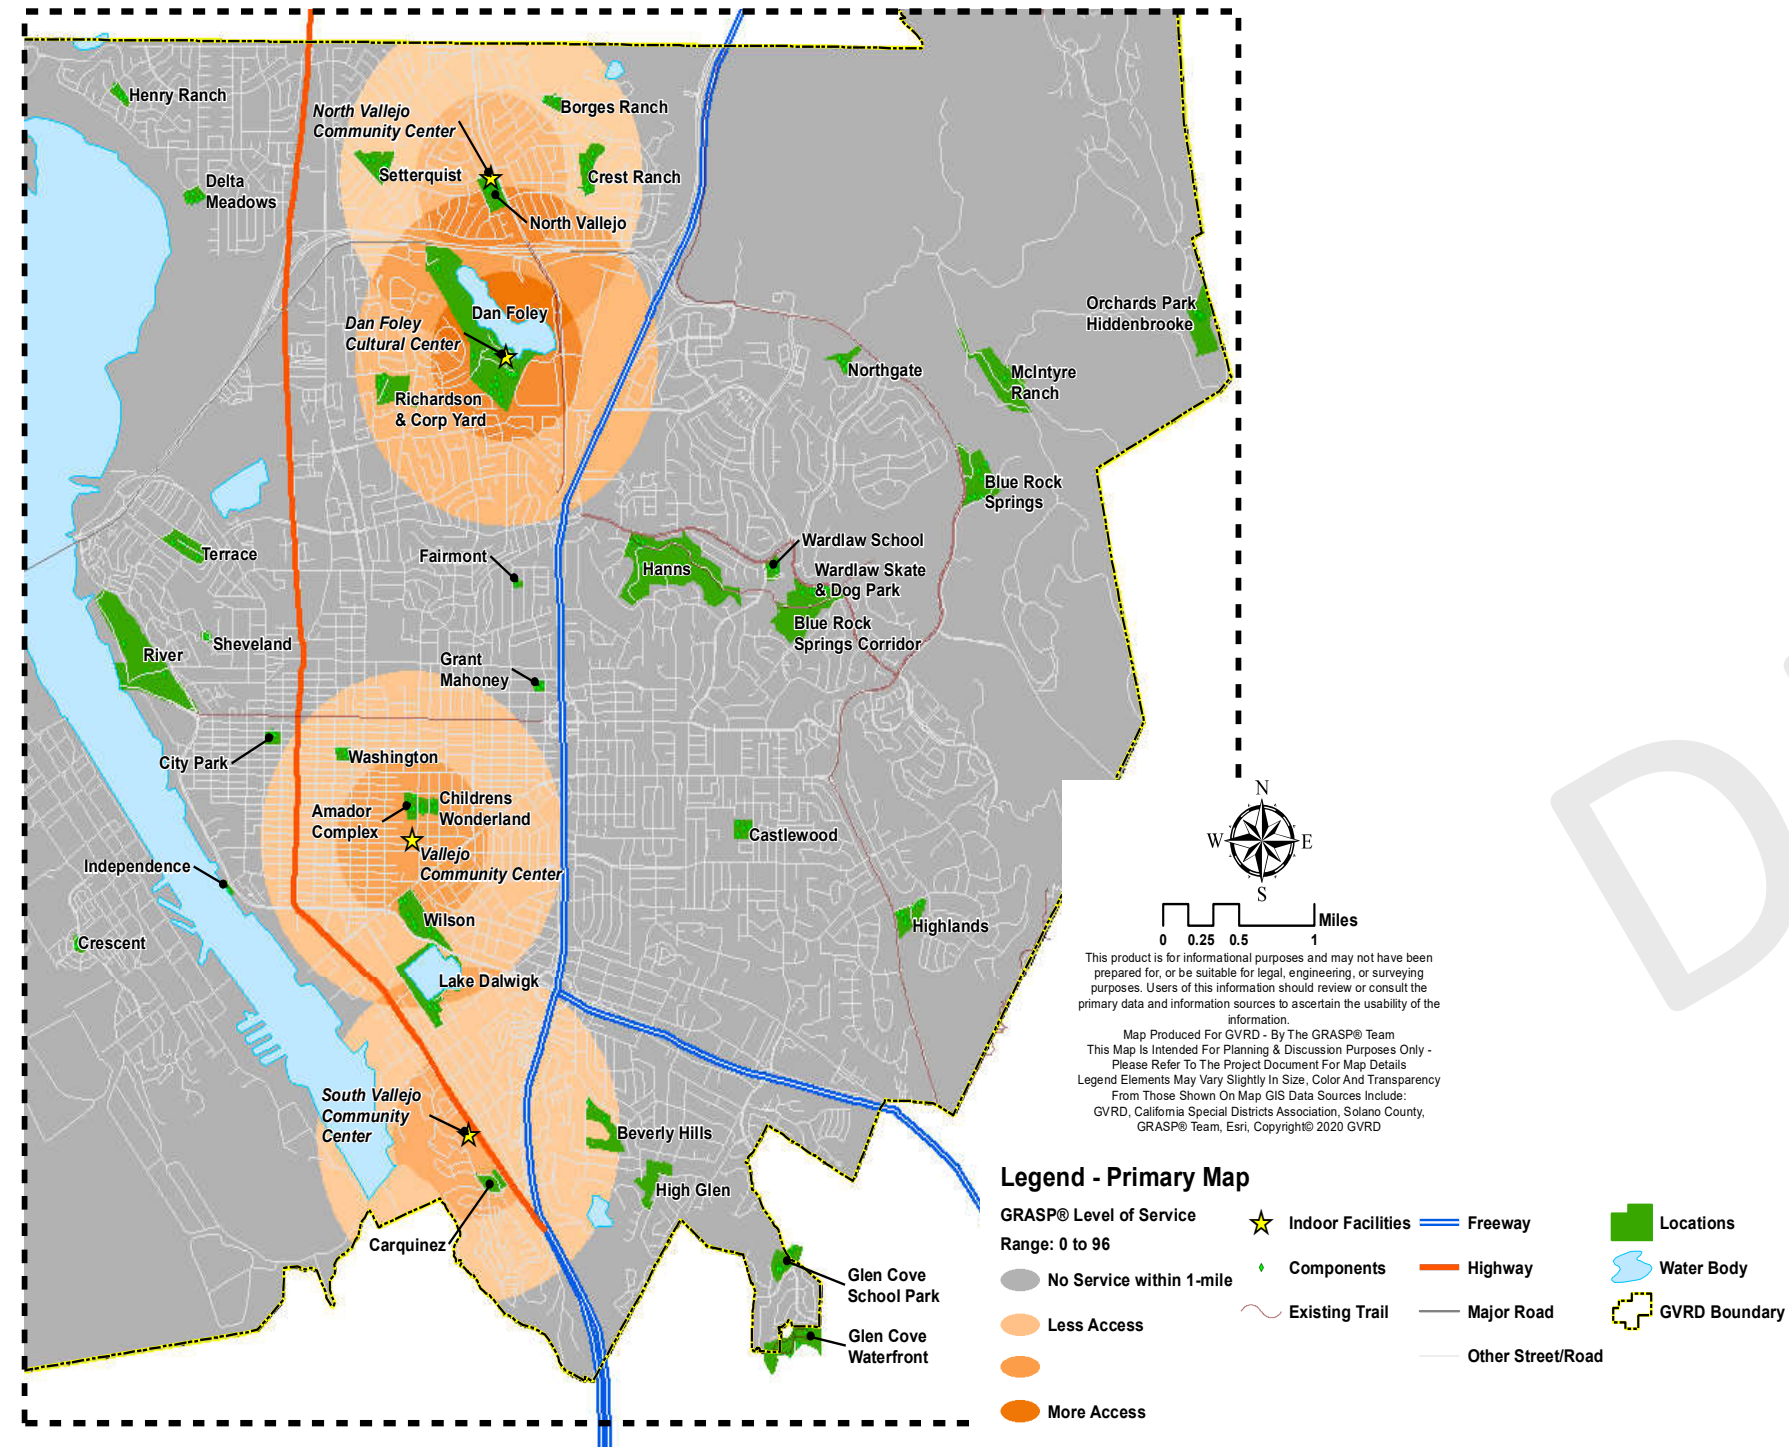 Henry Ranch
North Vallejo
Community Center
Borges Ranch
Setterquist
Crest Ranch
Delta
Meadows
North Vallejo
Dan Foley
Dan Foley
Cultural Center
Orchards Park
Hiddenbrooke
Northgate
McIntyre
Ranch
Richardson
& Corp Yard
Blue Rock
Springs
Terrace
Fairmont
Hanns
Wardlaw School
Wardlaw Skate
& Dog Park
Blue Rock
Springs Corridor
Sheveland
River
Grant
Mahoney
City Park
Washington
Amador
Complex
Childrens
Wonderland
Vallejo
Community Center
Castlewood
Independence
Wilson
Highlands
Crescent
Lake Dalwigk
South Vallejo
Community
Center
Beverly Hills
High Glen
Carquinez
Glen Cove
School Park
Glen Cove
Waterfront
N
W E
S
Miles
0 0.25 0.5 1
This product is for informational purposes and may not have been
prepared for, or be suitable for legal, engineering, or surveying
purposes. Users of this information should review or consult the
primary data and information sources to ascertain the usability of the
information.
Map Produced For GVRD - By The GRASP® Team
This Map Is Intended For Planning & Discussion Purposes Only -
Please Refer To The Project Document For Map Details
Legend Elements May Vary Slightly In Size, Color And Transparency
From Those Shown On Map GIS Data Sources Include:
GVRD, California Special Districts Association, Solano County,
GRASP® Team, Esri, Copyright© 2020 GVRD
Legend - Primary Map
GRASP® Level of Service
Range: 0 to 96
No Service within 1-mile
Less Access
More Access
Indoor Facilities
Components
Existing Trail
Freeway
Highway
Major Road
Other Street/Road
Locations
Water Body
GVRD Boundary
D